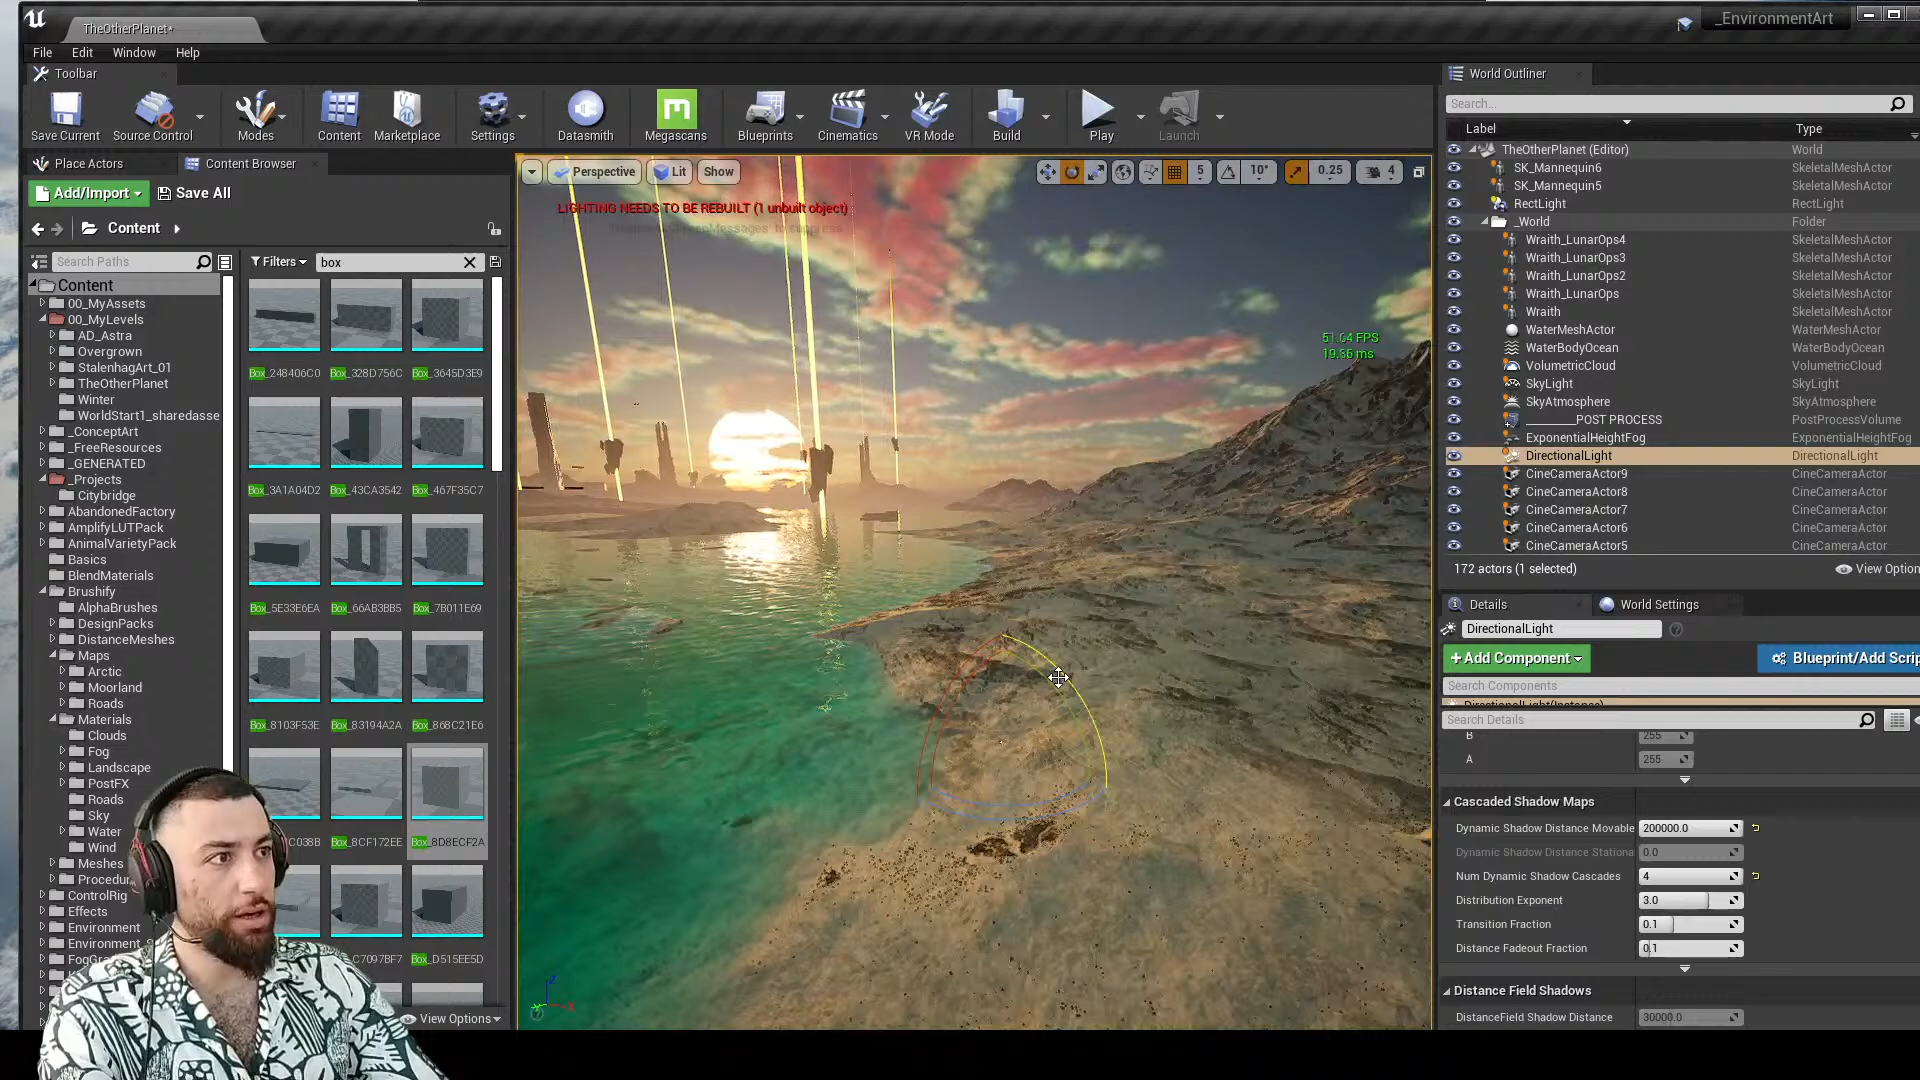 TheOtherPlanet*
_EnvironmentArt
File Edit Window Help
Toolbar
Save Current Source Control Modes Content Marketplace Settings Datasmith Megascans Blueprints Cinematics VR Mode Build Play Launch
Place Actors Content Browser
Add/Import Save All
Content
Search Paths
Filters box
Content
00_MyAssets
00_MyLevels
AD_Astra
Overgrown
StalenhagArt_01
TheOtherPlanet
Winter
WorldStart1_sharedasse
_ConceptArt
_FreeResources
_GENERATED
_Projects
Citybridge
AbandonedFactory
AmplifyLUTPack
AnimalVarietyPack
Basics
BlendMaterials
Brushify
AlphaBrushes
DesignPacks
DistanceMeshes
Maps
Arctic
Moorland
Roads
Materials
Clouds
Fog
Landscape
PostFX
Roads
Sky
Water
Wind
Meshes
Procedur
ControlRig
Effects
Environment
Environment
FogGra
Box_248406C0 Box_328D756C Box_3645D3E9
Box_3A1A04D2 Box_43CA3542 Box_467F35C7
Box_5E33E6EA Box_66AB3BB5 Box_7B011E69
Box_8103F53E Box_83194A2A Box_868C21E6
C038B Box_8CF172EE Box_8D8ECF2A
C7097BF7 Box_D515EE5D
View Options
Perspective Lit Show
5 10° 0.25 4
LIGHTING NEEDS TO BE REBUILT (1 unbuilt object)
51.64 FPS
19.36 ms
World Outliner
Search...
Label Type
TheOtherPlanet (Editor) World
SK_Mannequin6 SkeletalMeshActor
SK_Mannequin5 SkeletalMeshActor
RectLight RectLight
_World Folder
Wraith_LunarOps4 SkeletalMeshActor
Wraith_LunarOps3 SkeletalMeshActor
Wraith_LunarOps2 SkeletalMeshActor
Wraith_LunarOps SkeletalMeshActor
Wraith SkeletalMeshActor
WaterMeshActor WaterMeshActor
WaterBodyOcean WaterBodyOcean
VolumetricCloud VolumetricCloud
SkyLight SkyLight
SkyAtmosphere SkyAtmosphere
________POST PROCESS PostProcessVolume
ExponentialHeightFog ExponentialHeightFog
DirectionalLight DirectionalLight
CineCameraActor9 CineCameraActor
CineCameraActor8 CineCameraActor
CineCameraActor7 CineCameraActor
CineCameraActor6 CineCameraActor
CineCameraActor5 CineCameraActor
172 actors (1 selected) View Option
Details World Settings
DirectionalLight
+Add Component Blueprint/Add Scrip
Search Components
DirectionalLight(Instance)
Search Details
B 255
A 255
Cascaded Shadow Maps
Dynamic Shadow Distance Movable 200000.0
Dynamic Shadow Distance Stationa 0.0
Num Dynamic Shadow Cascades 4
Distribution Exponent 3.0
Transition Fraction 0.1
Distance Fadeout Fraction 0.1
Distance Field Shadows
DistanceField Shadow Distance 30000.0